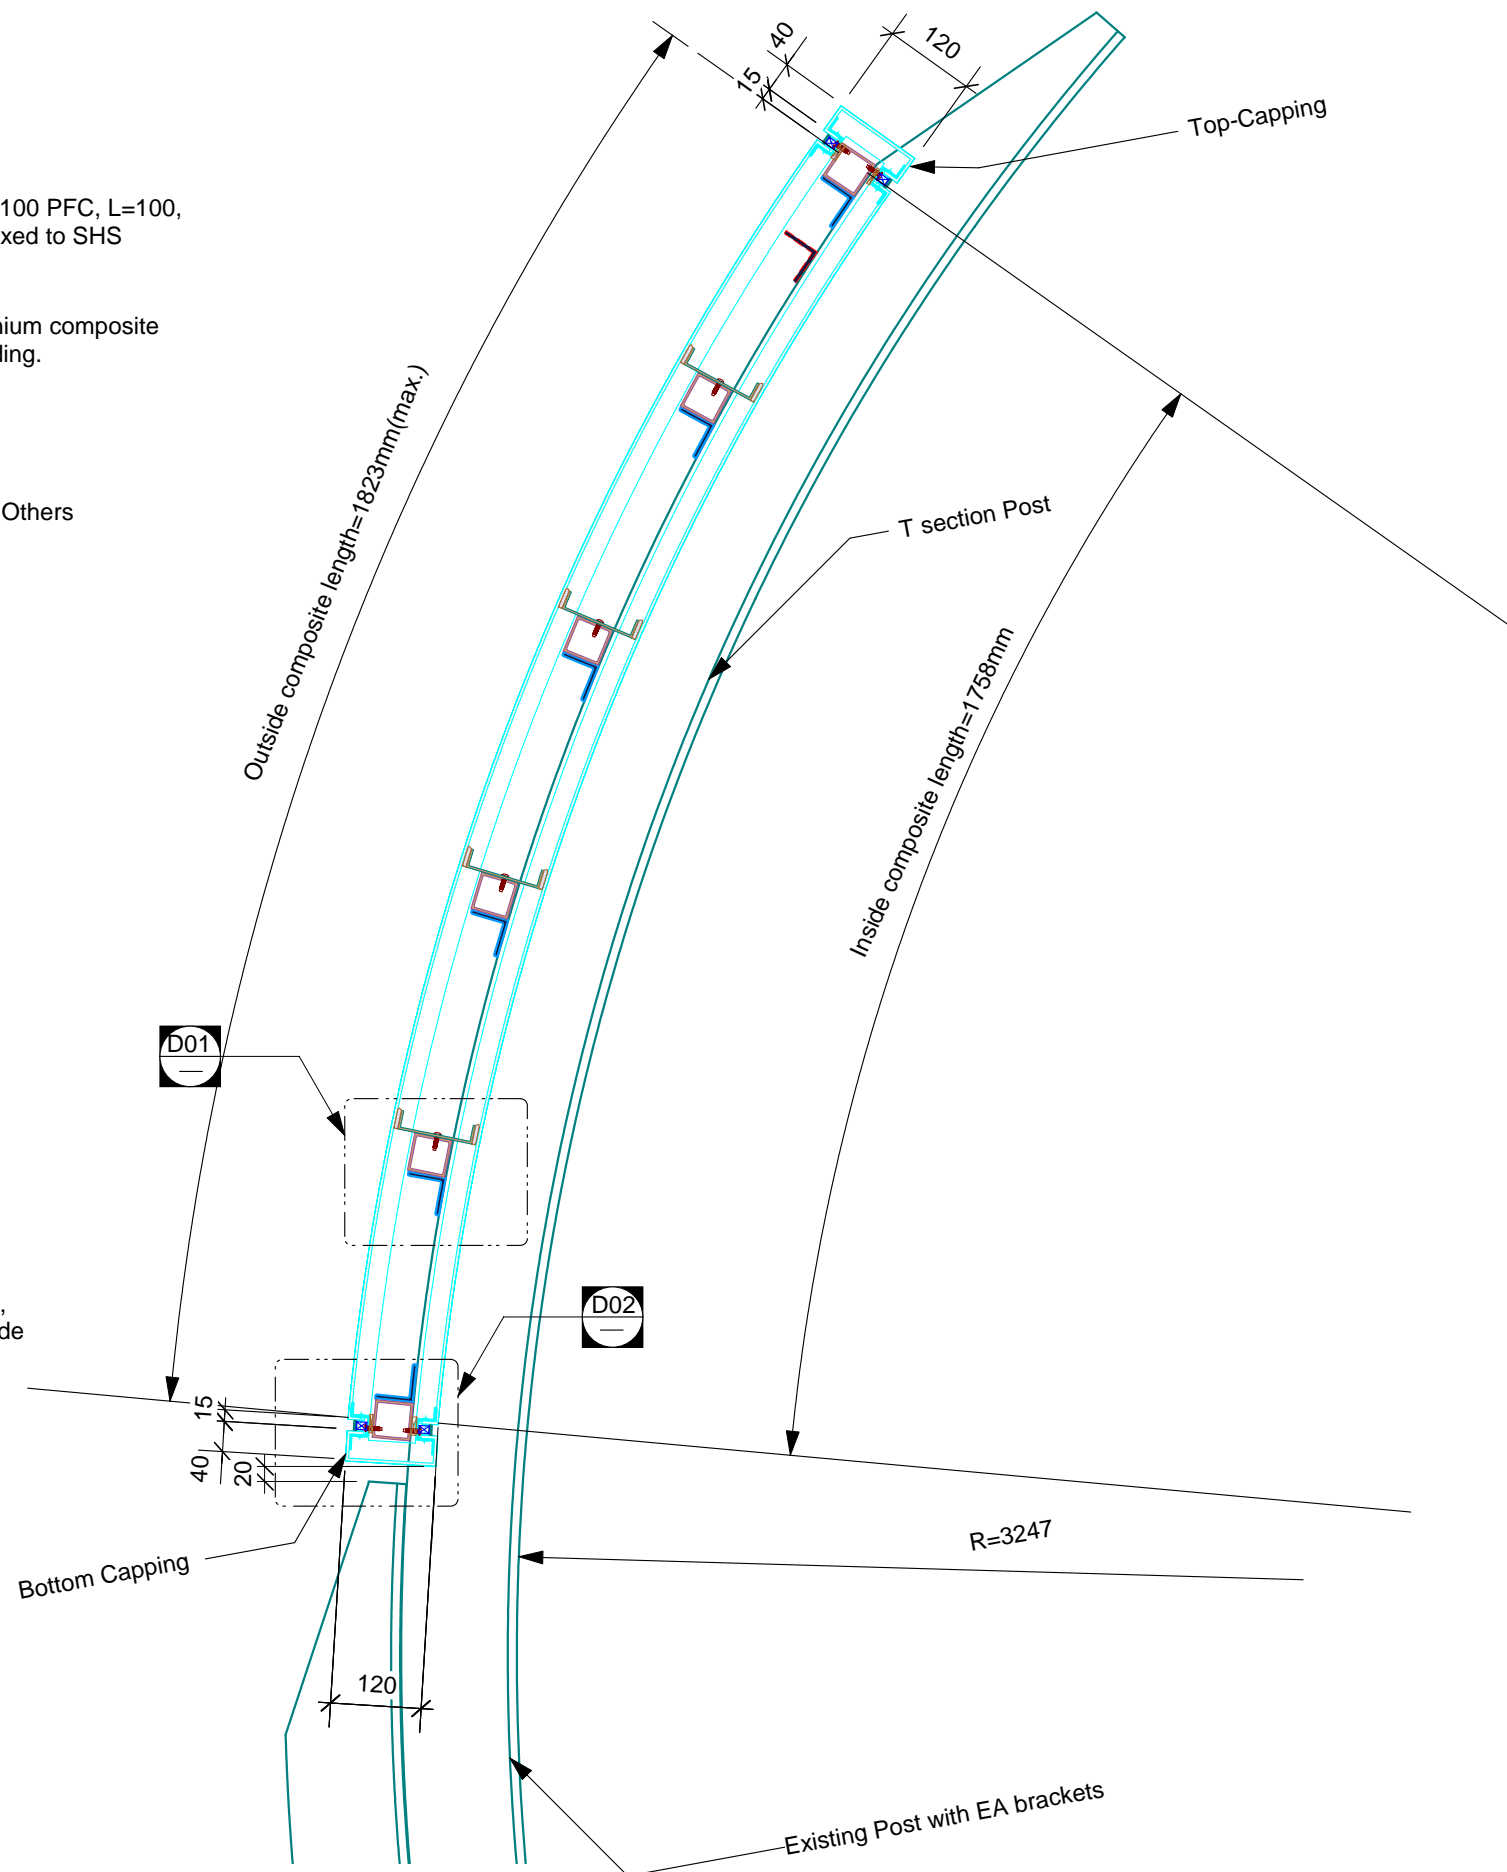 40
120
15
Top-Capping
100 PFC, L=100,
xed to SHS
nium composite
ding.
Outside composite length=1823mm(max.)
Others
T section Post
Inside composite length=1758mm
D01
D02
,
de
15
40
20
R=3247
Bottom Capping
120
Existing Post with EA brackets